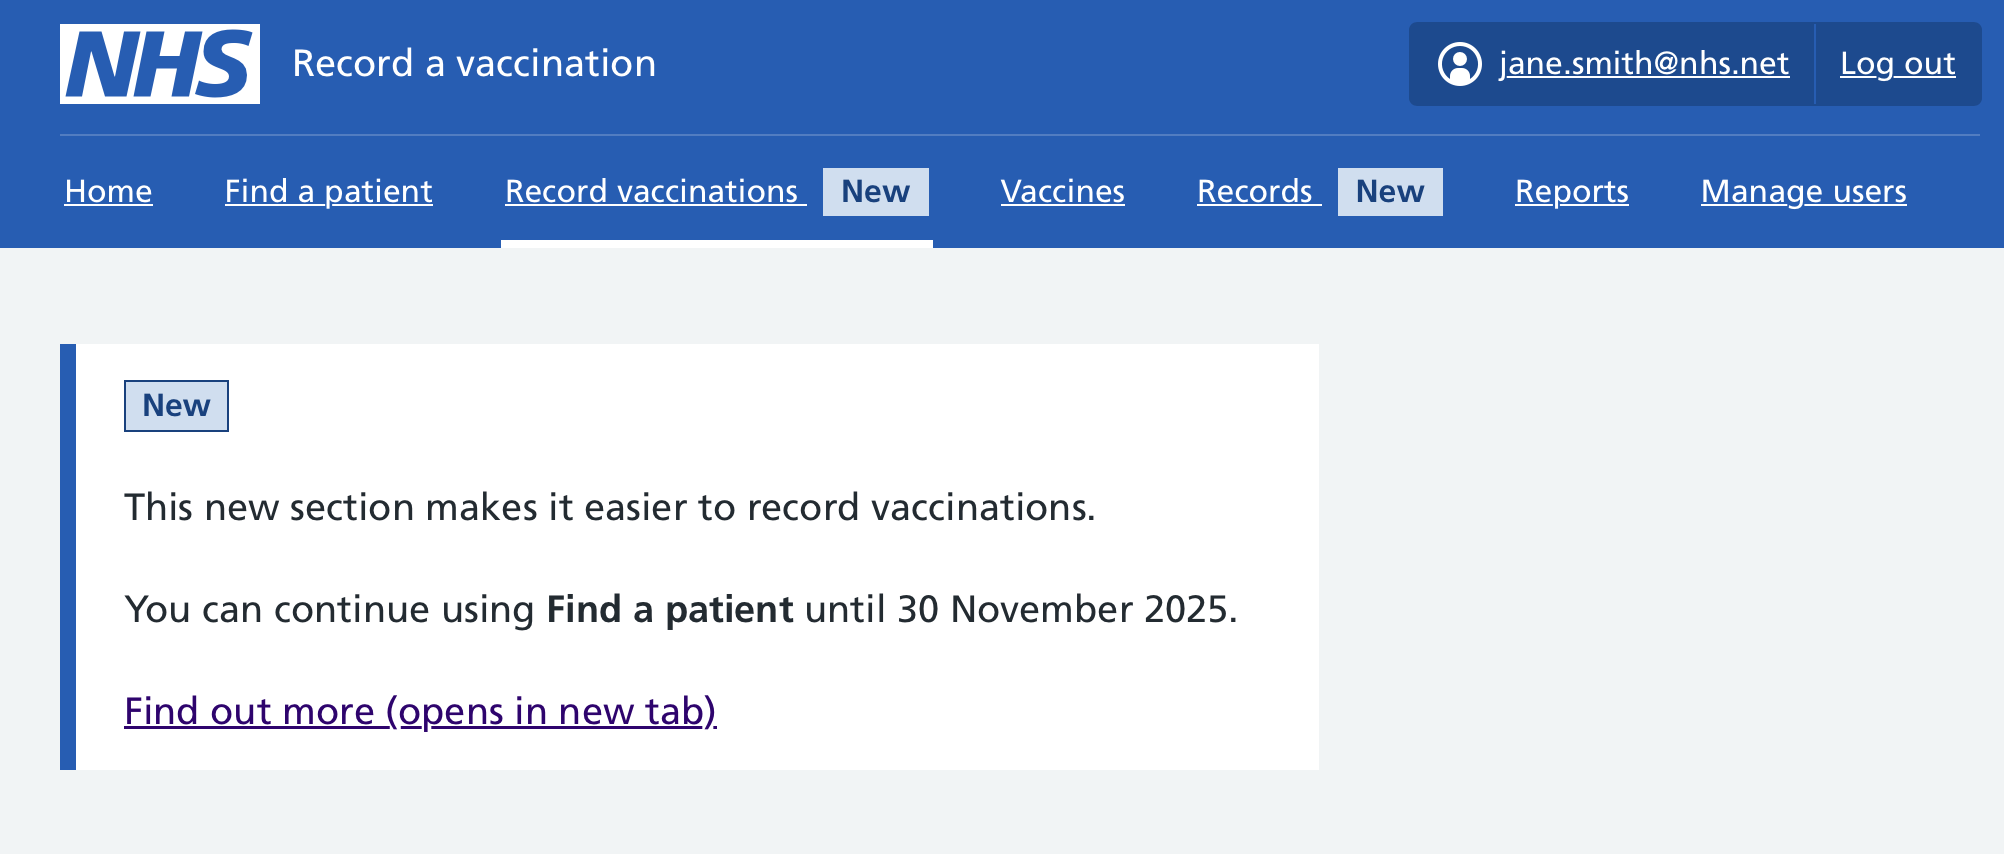 NHS Record a vaccination
jane.smith@nhs.net Log out
Home Find a patient Record vaccinations New Vaccines Records New Reports Manage users
New
This new section makes it easier to record vaccinations.
You can continue using Find a patient until 30 November 2025.
Find out more (opens in new tab)